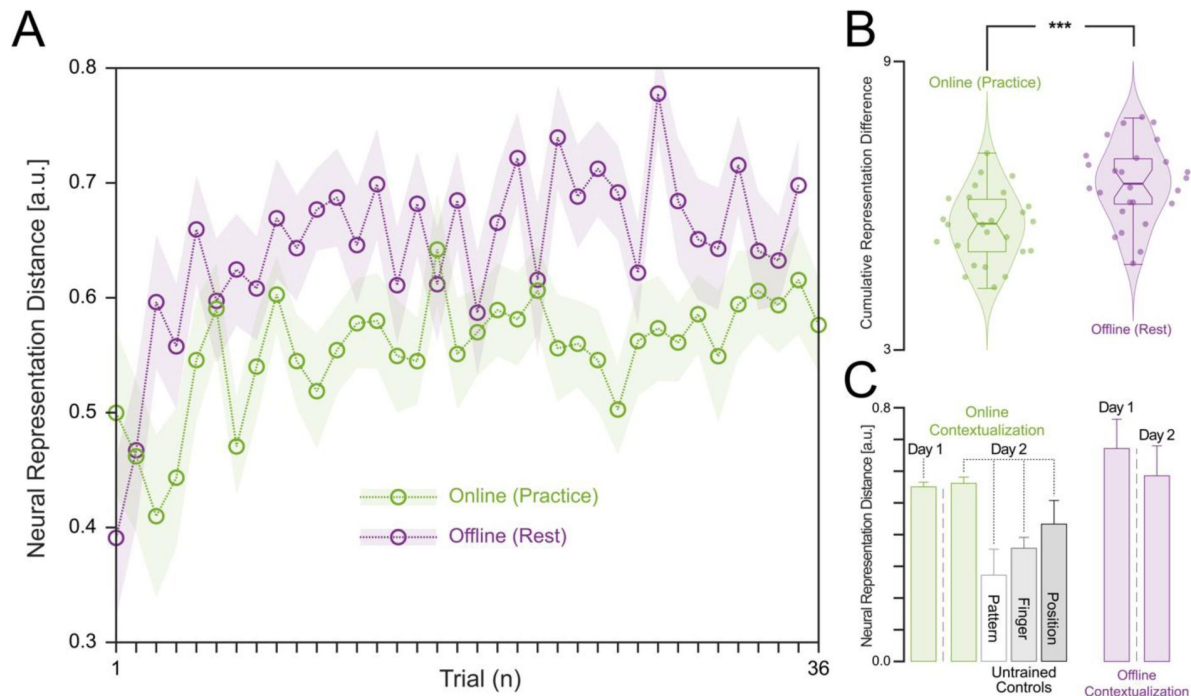 A
Neural Representation Distance [a.u.]
0.8
0.7
0.6
0.5
0.4
0.3
Online (Practice)
Offline (Rest)
1
Trial (n)
36
B
***
Cumulative Representation Difference
9
3
Online (Practice)
Offline (Rest)
C
Neural Representation Distance [a.u.]
0.8
0.0
Online
Contextualization
Day 1
Day 2
Pattern
Finger
Position
Untrained
Controls
Day 1
Day 2
Offline
Contextualization